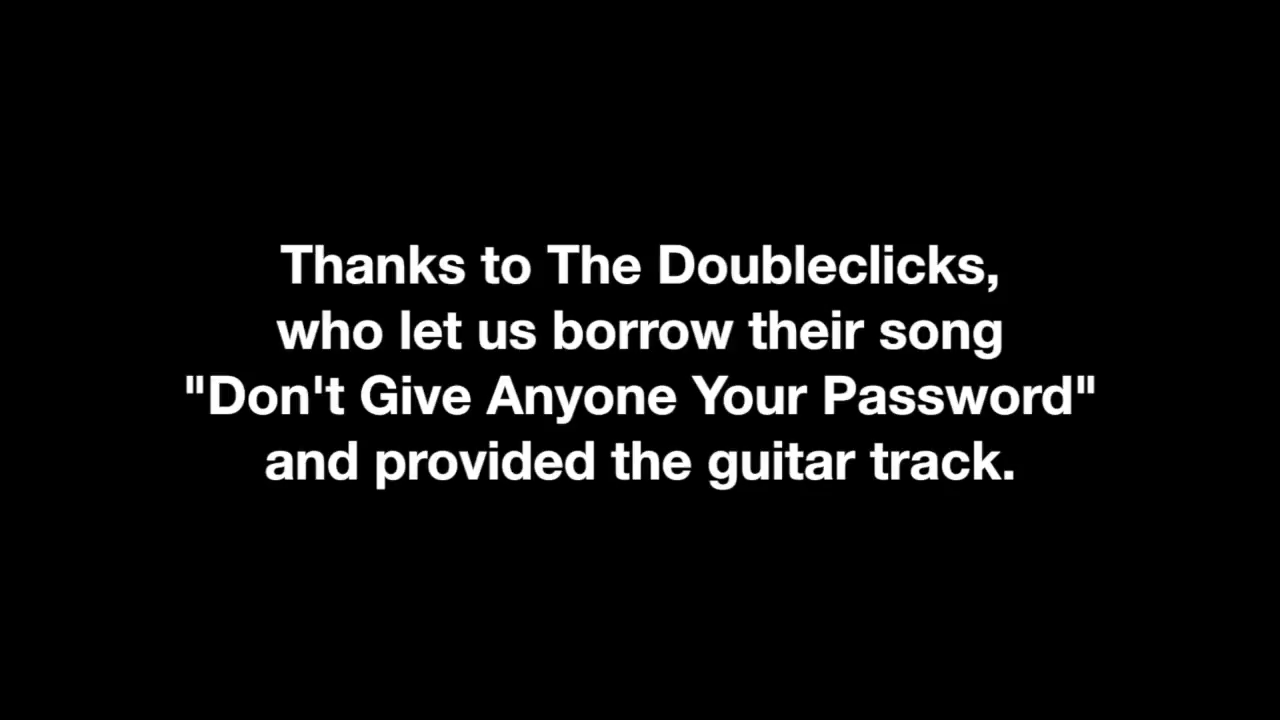 Thanks to The Doubleclicks,
who let us borrow their song
"Don't Give Anyone Your Password"
and provided the guitar track.